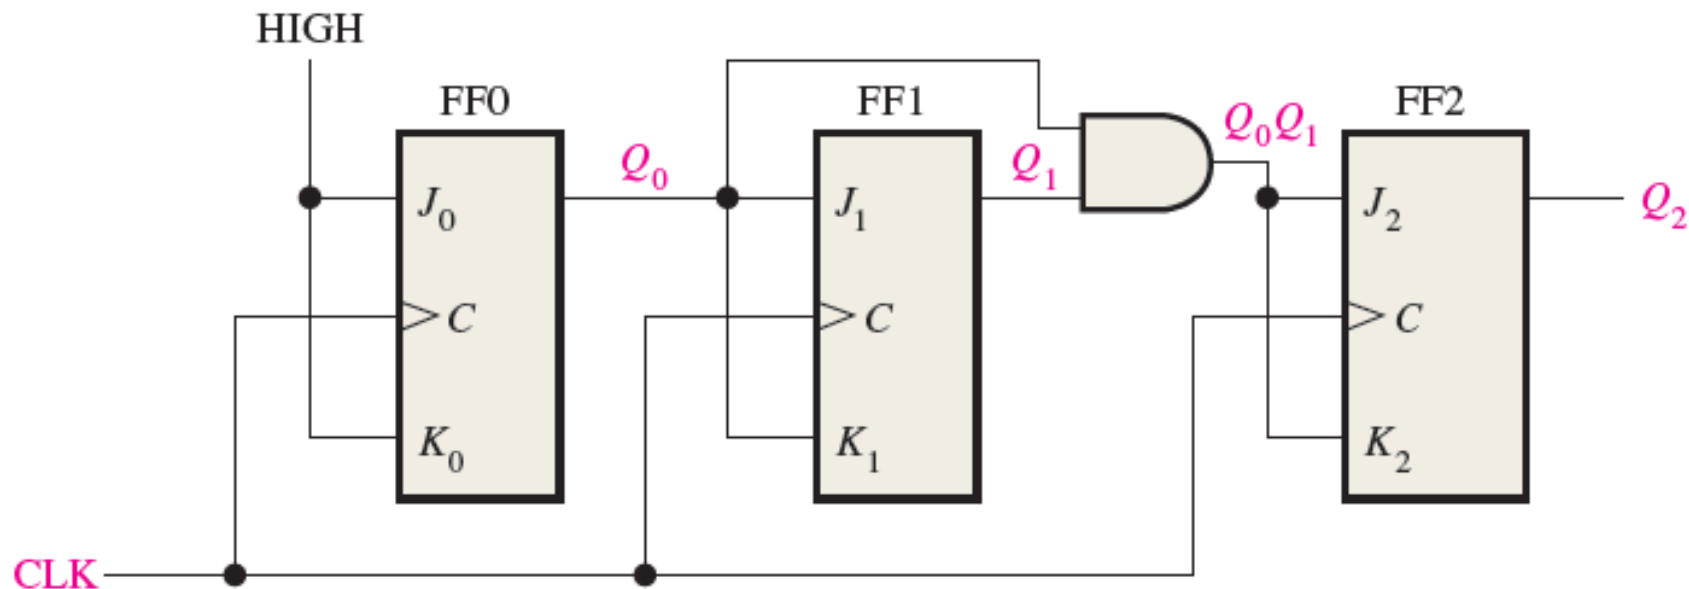 HIGH
FF0
FF1
FF2
Q₀
Q₁
Q₀Q₁
J₀
J₁
J₂
Q₂
C
C
C
K₀
K₁
K₂
CLK